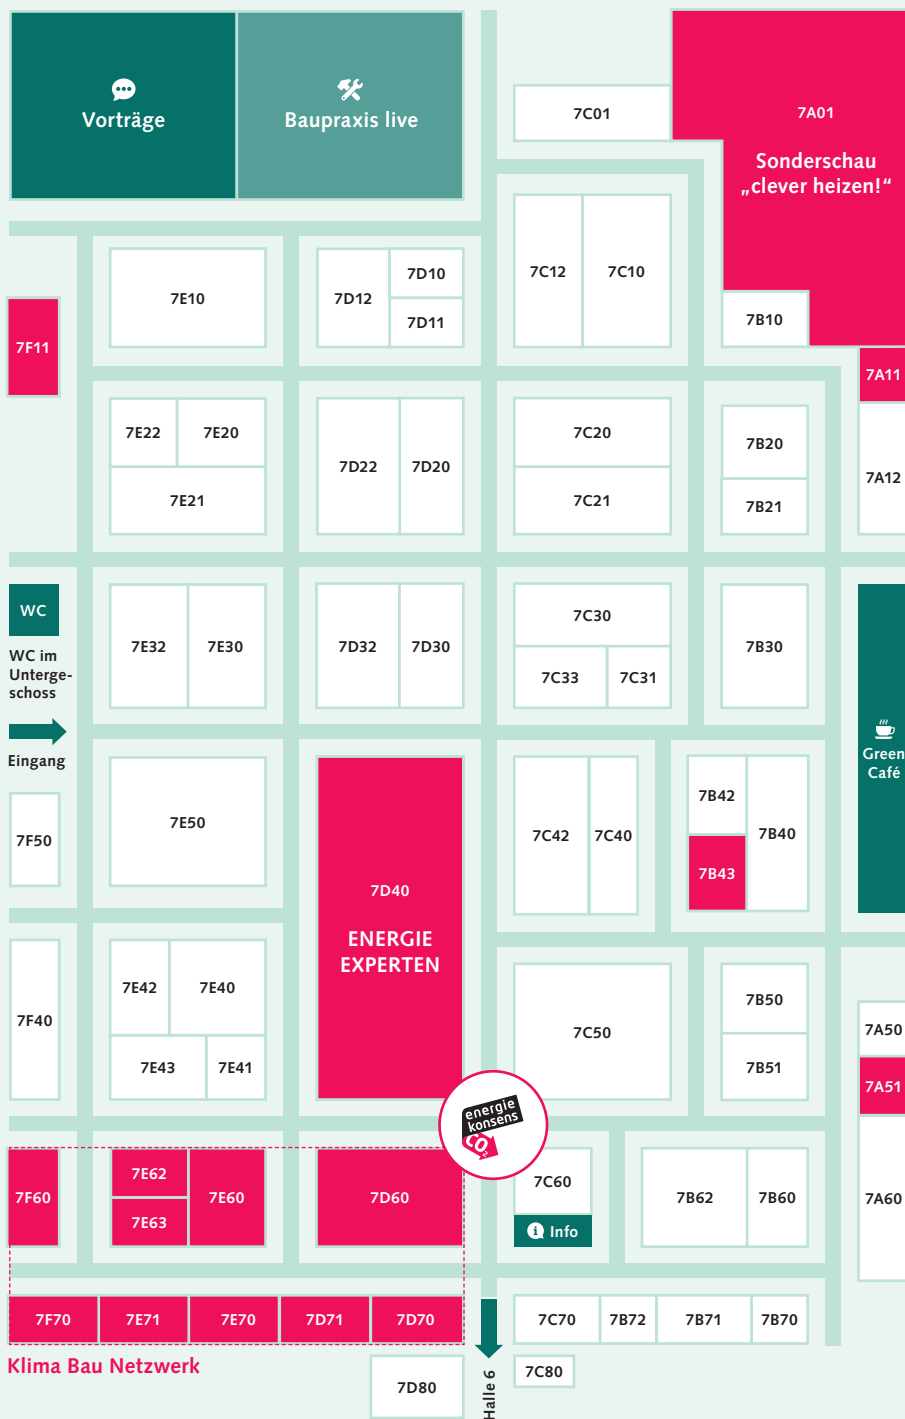 Vorträge
Baupraxis live
7C01
7A01
Sonderschau
„clever heizen!“
7E10
7D12
7D10
7D11
7C12
7C10
7B10
7F11
7A11
7E22
7E20
7E21
7D22
7D20
7C20
7C21
7B20
7B21
7A12
WC
WC im
Unterge-
schoss
Eingang
7E32
7E30
7D32
7D30
7C30
7C33
7C31
7B30
Green
Café
7F50
7E50
7D40
ENERGIE
EXPERTEN
7C42
7C40
7B42
7B43
7B40
7F40
7E42
7E40
7E43
7E41
7C50
7B50
7B51
7A50
7A51
7A60
energie
konsens
CO2
7F60
7E62
7E63
7E60
7D60
7C60
Info
7B62
7B60
7F70
7E71
7E70
7D71
7D70
7C70
7B72
7B71
7B70
Klima Bau Netzwerk
7D80
Halle 6
7C80